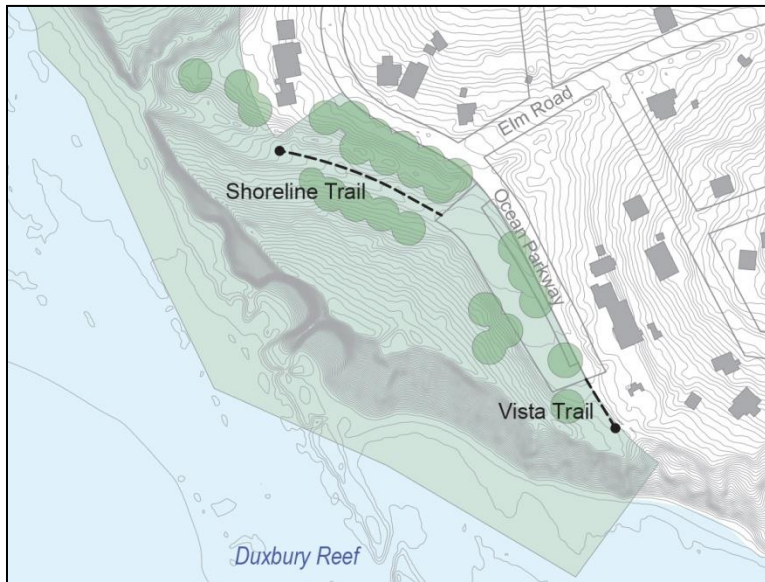 Elm Road
Shoreline Trail
Ocean Parkway
Vista Trail
Duxbury Reef